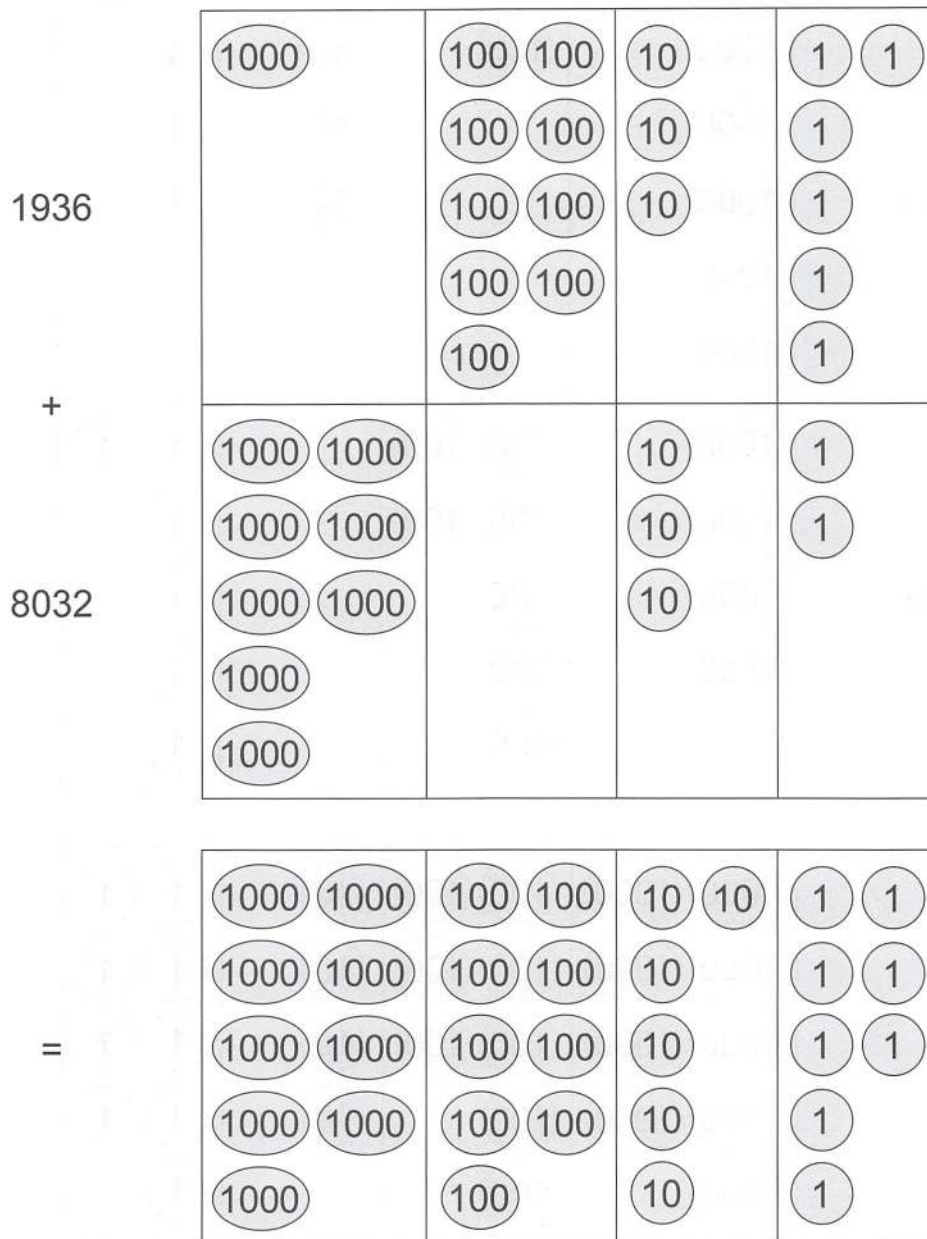 1000 100 100 10 1 1
100 100 10 1
1936 100 100 10 1
100 100 1
100 1
+
1000 1000 10 1
1000 1000 10 1
8032 1000 1000 10
1000
1000
1000 1000 100 100 10 10 1 1
1000 1000 100 100 10 1 1
= 1000 1000 100 100 10 1 1
1000 1000 100 100 10 1
1000 100 10 1